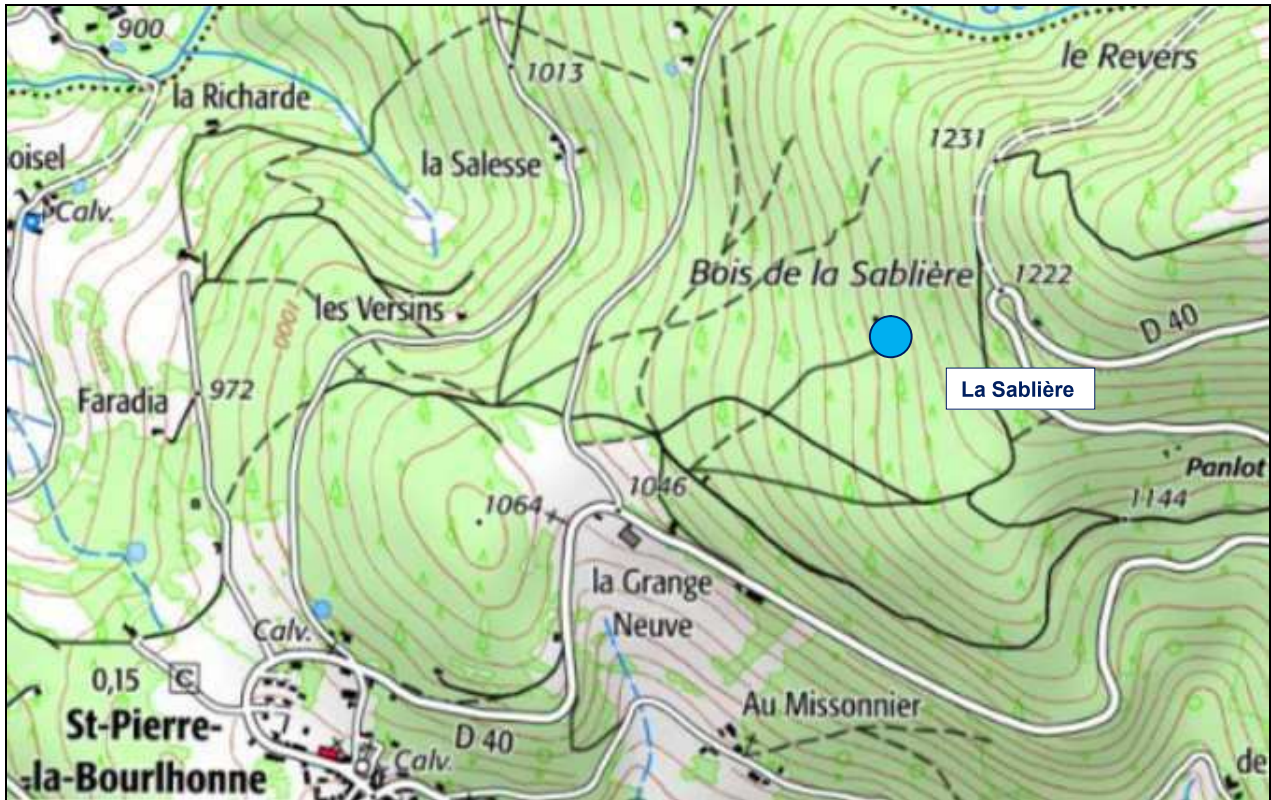 900
1013
le Revers
la Richarde
1231
oisel
la Salesse
Calv.
Bois de la Sablière
1222
les Versins
1000
D 40
Faradia
972
La Sablière
Panlot
1064
1046
1144
la Grange
Neuve
Calv.
0,15
C
Au Missonnier
St-Pierre-
-la-Bourlhonne
D 40
Calv.
de